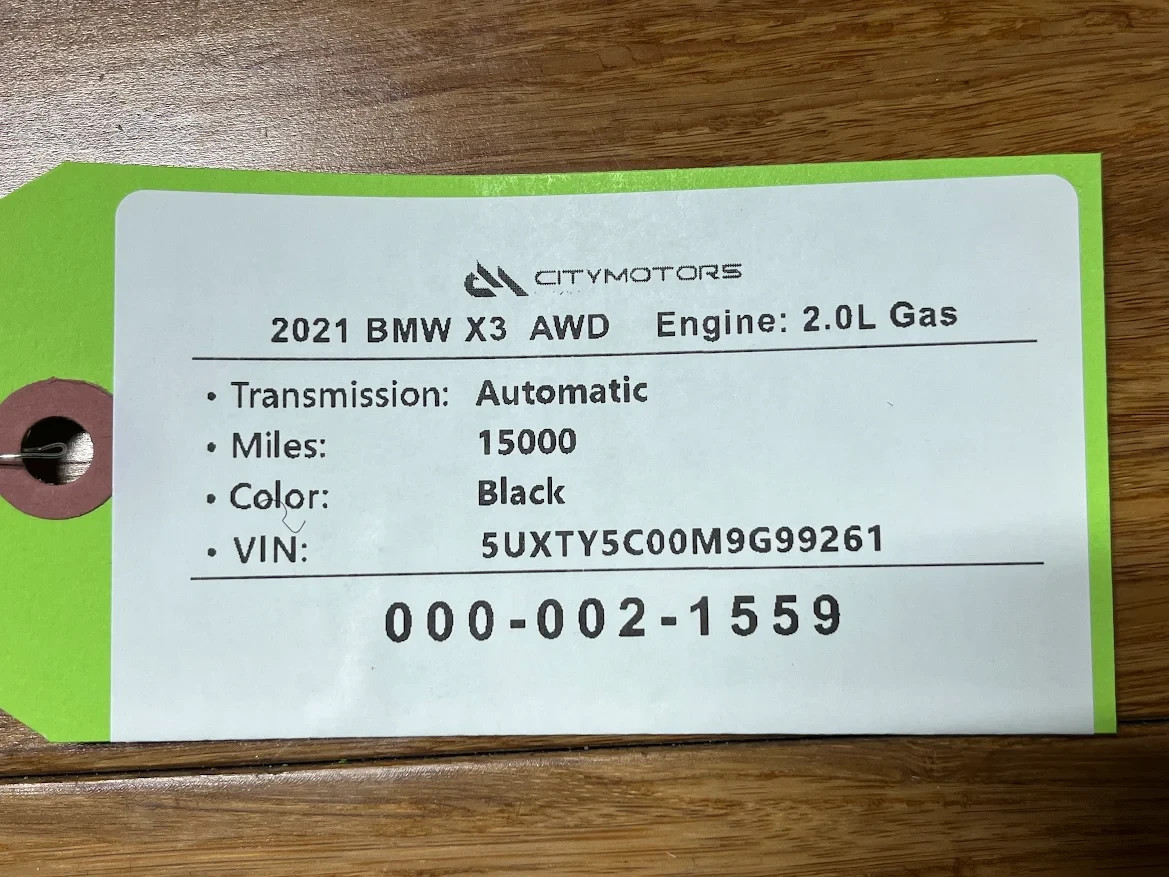 CITYMOTORS
2021 BMW X3 AWD Engine: 2.0L Gas
• Transmission: Automatic
• Miles: 15000
• Color: Black
• VIN: 5UXTY5C00M9G99261
000-002-1559